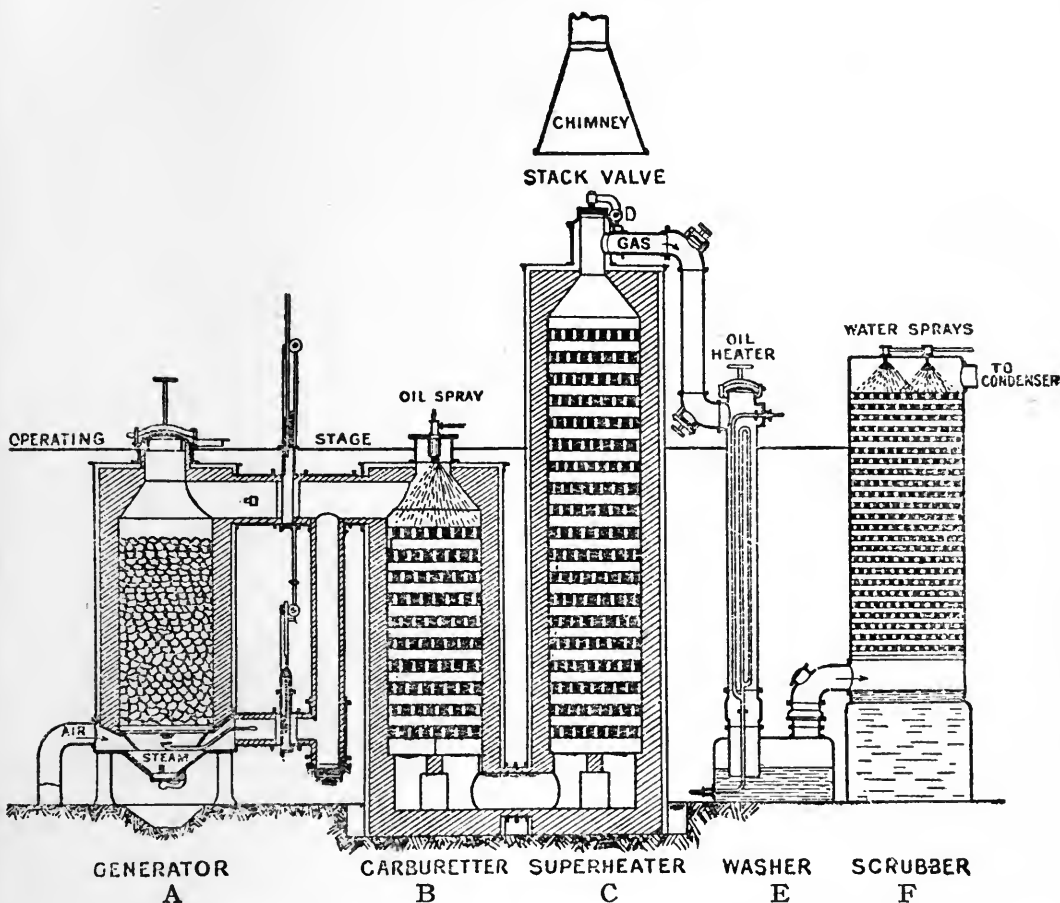 CHIMNEY
STACK VALVE
D
GAS
OIL
HEATER
WATER SPRAYS
TO
CONDENSER
OIL SPRAY
OPERATING STAGE
AIR
STEAM
GENERATOR CARBURETTER SUPERHEATER WASHER SCRUBBER
A B C E F